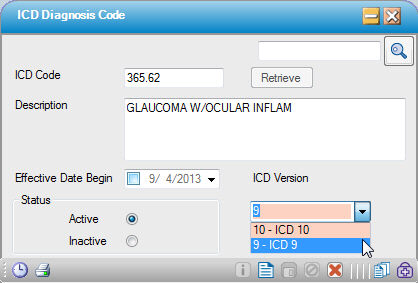 ICD Diagnosis Code
ICD Code
365.62
Retrieve
Description
GLAUCOMA W/OCULAR INFLAM
Effective Date Begin
9/ 4/2013
ICD Version
Status
Active
9
Inactive
10 - ICD 10
9 - ICD 9